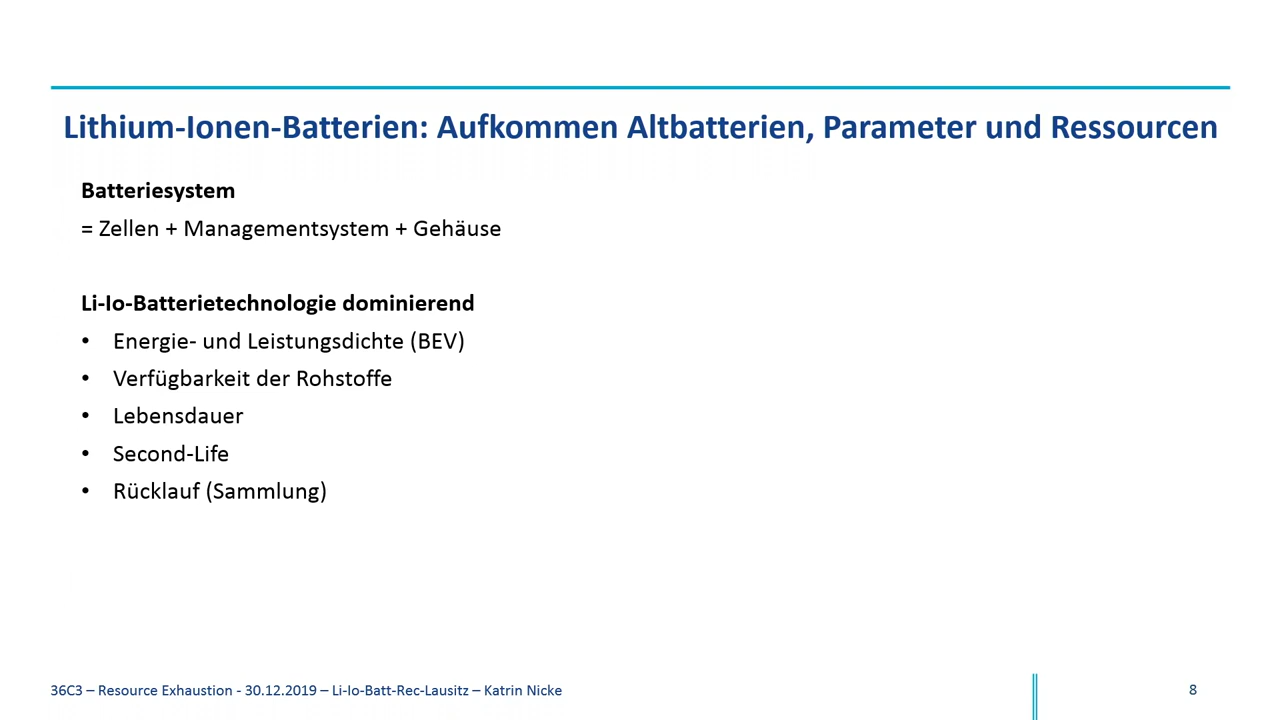 Lithium-Ionen-Batterien: Aufkommen Altbatterien, Parameter und Ressourcen
Batteriesystem
= Zellen + Managementsystem + Gehäuse
Li-Io-Batterietechnologie dominierend
• Energie- und Leistungsdichte (BEV)
• Verfügbarkeit der Rohstoffe
• Lebensdauer
• Second-Life
• Rücklauf (Sammlung)
36C3 – Resource Exhaustion - 30.12.2019 – Li-Io-Batt-Rec-Lausitz – Katrin Nicke
8